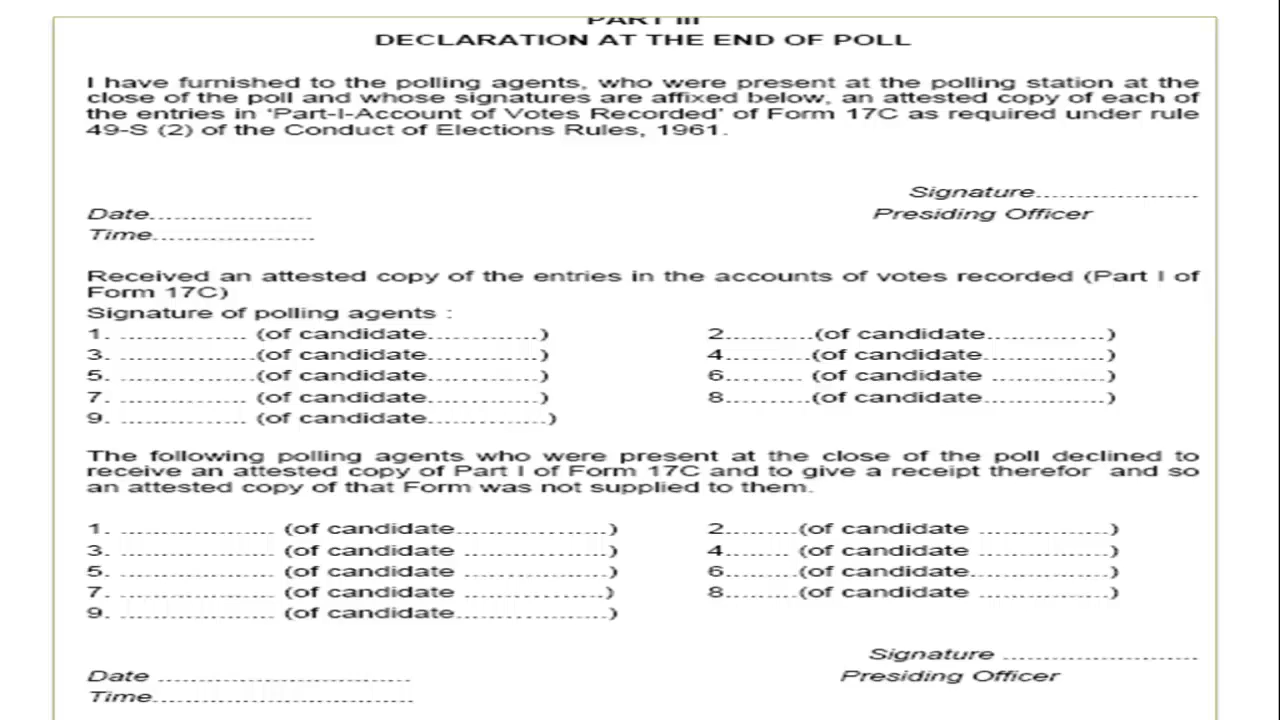 PART III
DECLARATION AT THE END OF POLL
I have furnished to the polling agents, who were present at the polling station at the
close of the poll and whose signatures are affixed below, an attested copy of each of
the entries in ‘Part-I-Account of Votes Recorded’ of Form 17C as required under rule
49-S (2) of the Conduct of Elections Rules, 1961.
Signature.....................
Date.....................
Presiding Officer
Time.....................
Received an attested copy of the entries in the accounts of votes recorded (Part I of
Form 17C)
Signature of polling agents :
1. ................ (of candidate...............) 2...........(of candidate...............)
3. .................(of candidate...............) 4...........(of candidate...............)
5. .................(of candidate...............) 6.......... (of candidate ...............)
7. ................ (of candidate...............) 8...........(of candidate...............)
9. ................ (of candidate................)
The following polling agents who were present at the close of the poll declined to
receive an attested copy of Part I of Form 17C and to give a receipt therefor and so
an attested copy of that Form was not supplied to them.
1. .................... (of candidate....................) 2.........(of candidate .................)
3. .................... (of candidate ...................) 4........ (of candidate .................)
5. .................... (of candidate ...................) 6.........(of candidate..................)
7. .................... (of candidate ...................) 8.........(of candidate .................)
9. .................... (of candidate....................)
Signature .........................
Date ................................
Presiding Officer
Time.................................